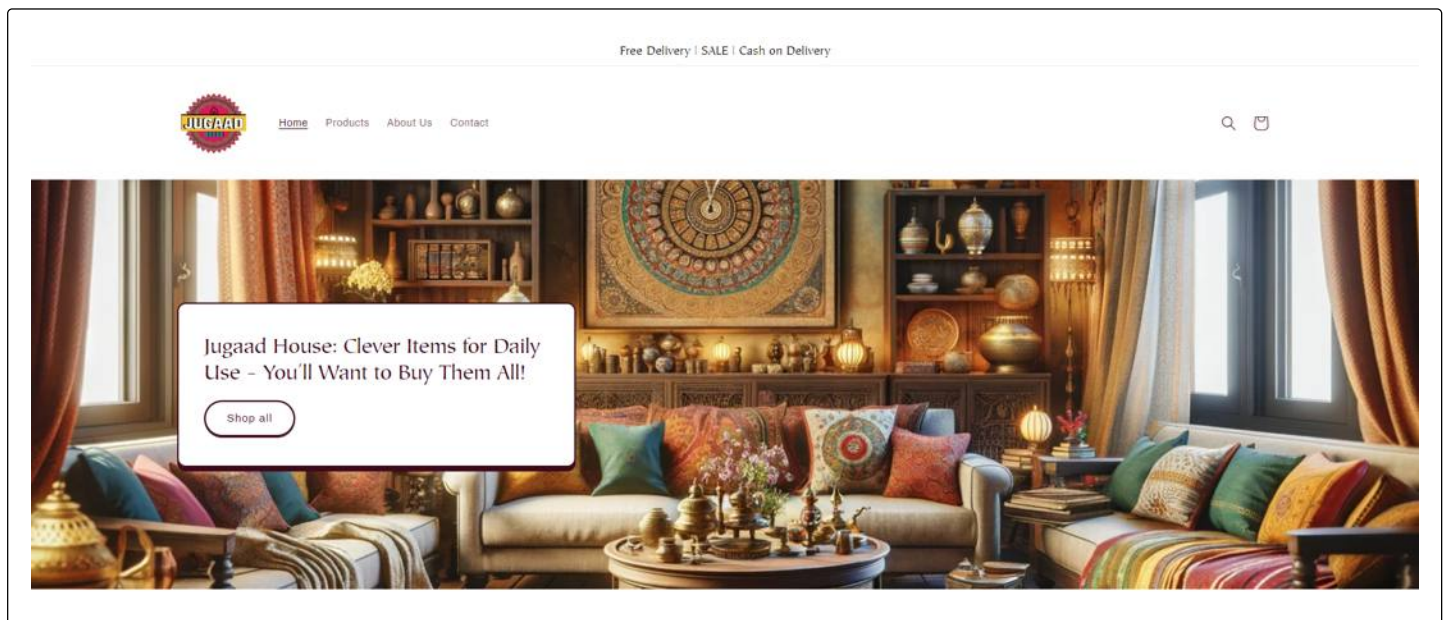 Free Delivery | SALE | Cash on Delivery
JUGAAD
Home Products About Us Contact
Jugaad House: Clever Items for Daily
Use - You'll Want to Buy Them All!
Shop all